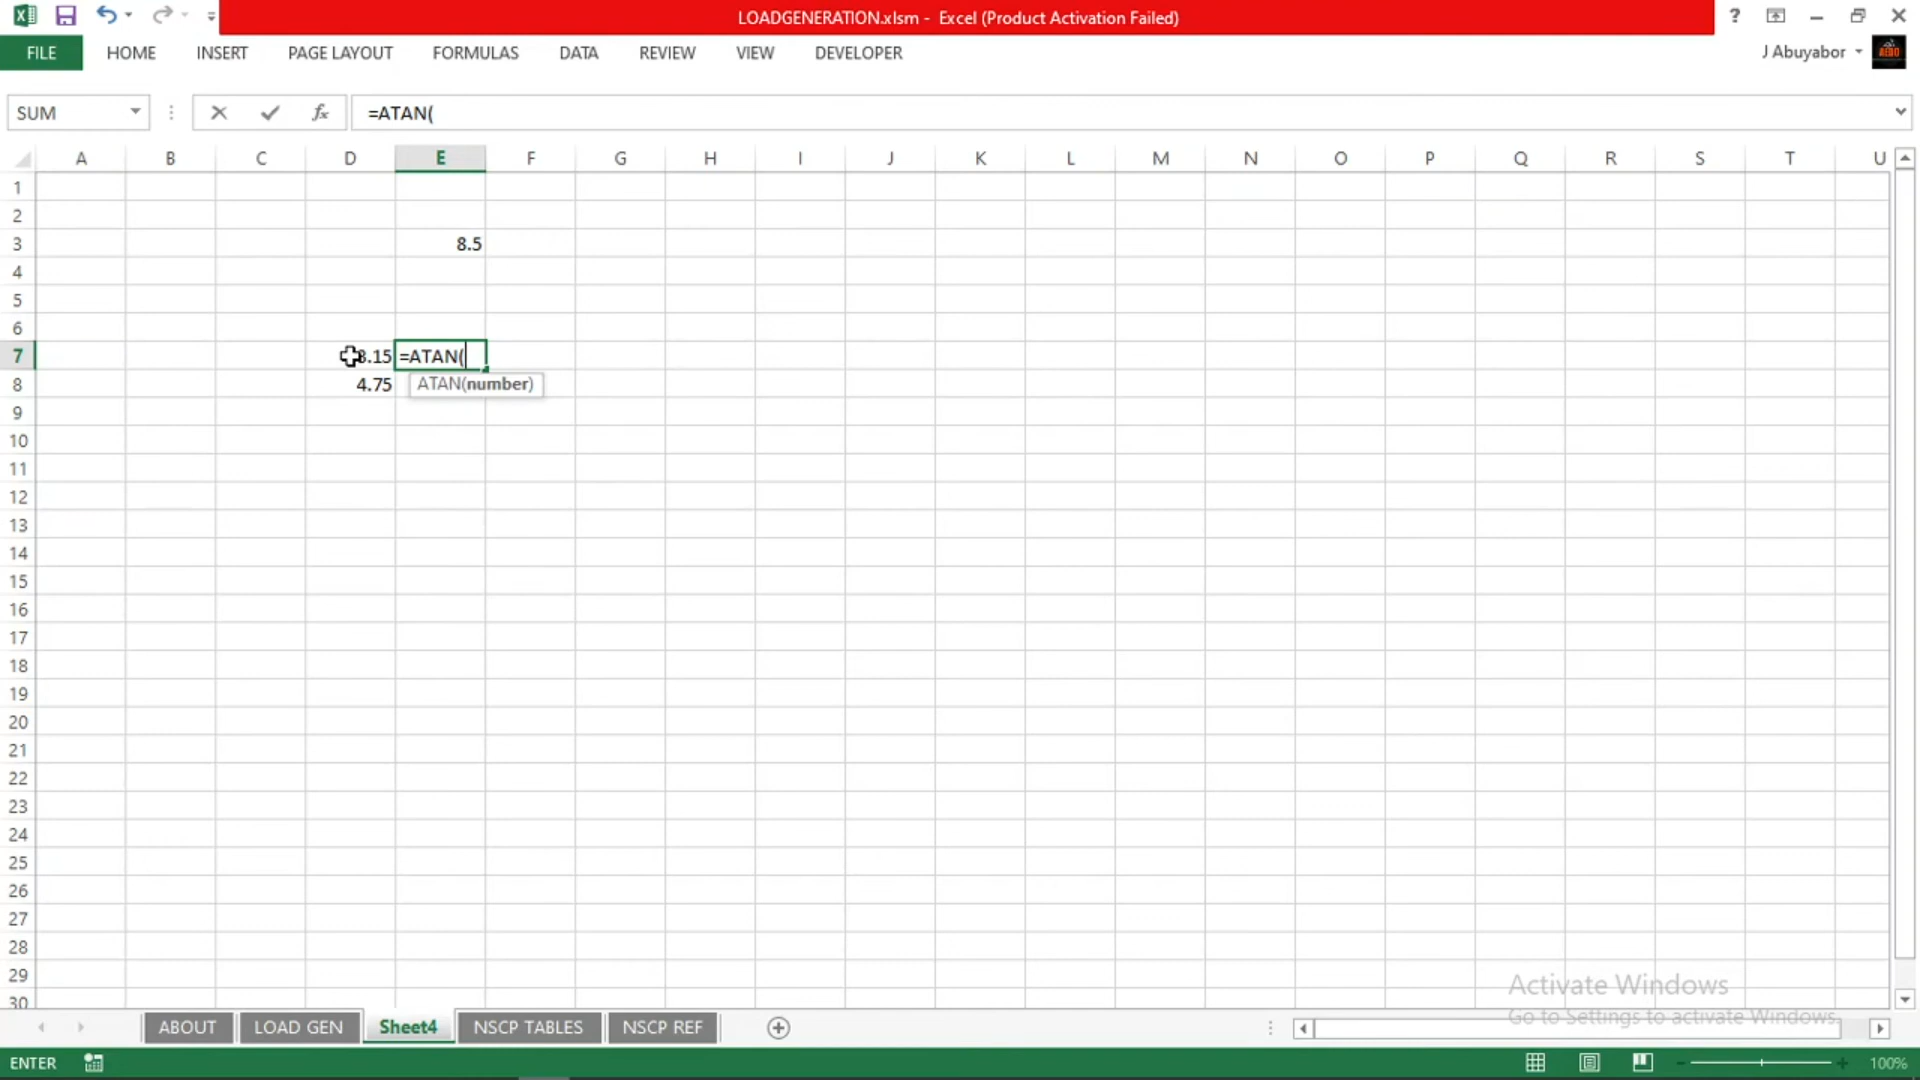 LOADGENERATION.xlsm - Excel (Product Activation Failed)
?
FILE HOME INSERT PAGE LAYOUT FORMULAS DATA REVIEW VIEW DEVELOPER
J Abuyabor
SUM fx =ATAN(
A B C D E F G H I J K L M N O P Q R S T U
1
2
3 8.5
4
5
6
7 3.15 =ATAN(
8 4.75 ATAN(number)
9
10
11
12
13
14
15
16
17
18
19
20
21
22
23
24
25
26
27
28
29
30
Activate Windows
Go to Settings to activate Windows.
ABOUT LOAD GEN Sheet4 NSCP TABLES NSCP REF
ENTER 100%